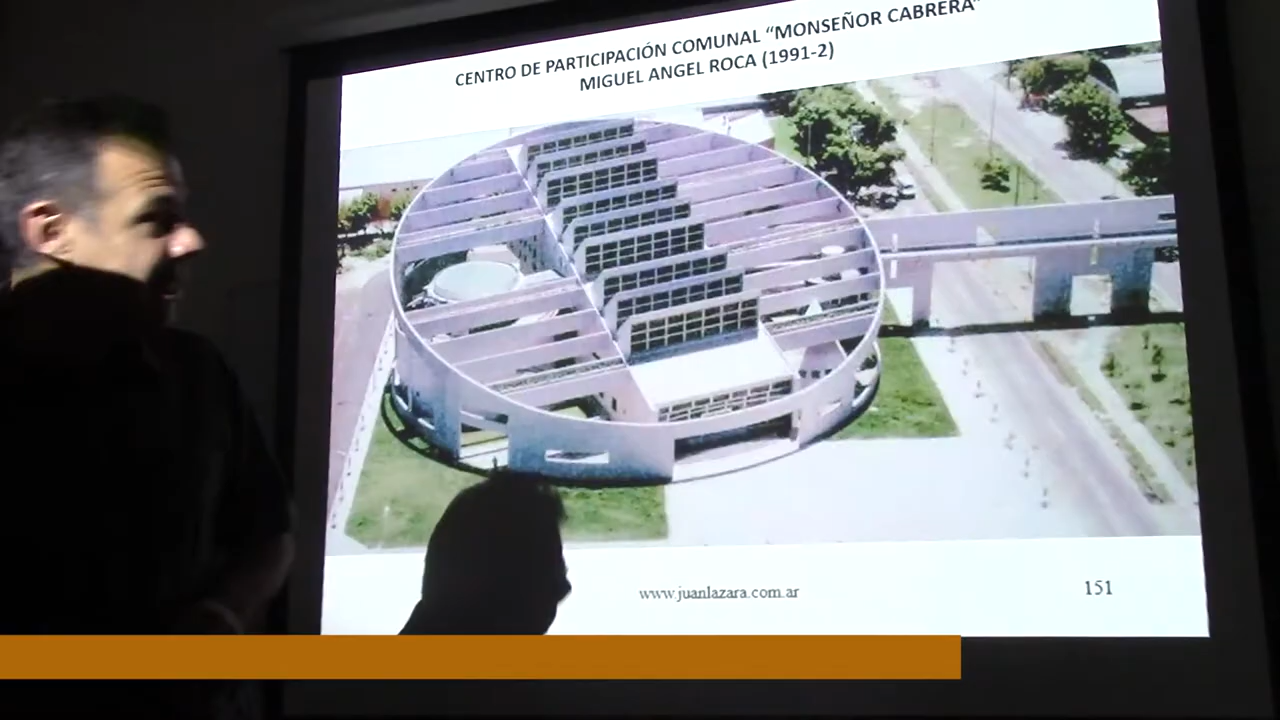 CENTRO DE PARTICIPACIÓN COMUNAL “MONSEÑOR CABRERA”
MIGUEL ANGEL ROCA (1991-2)
www.juanlazara.com.ar
151